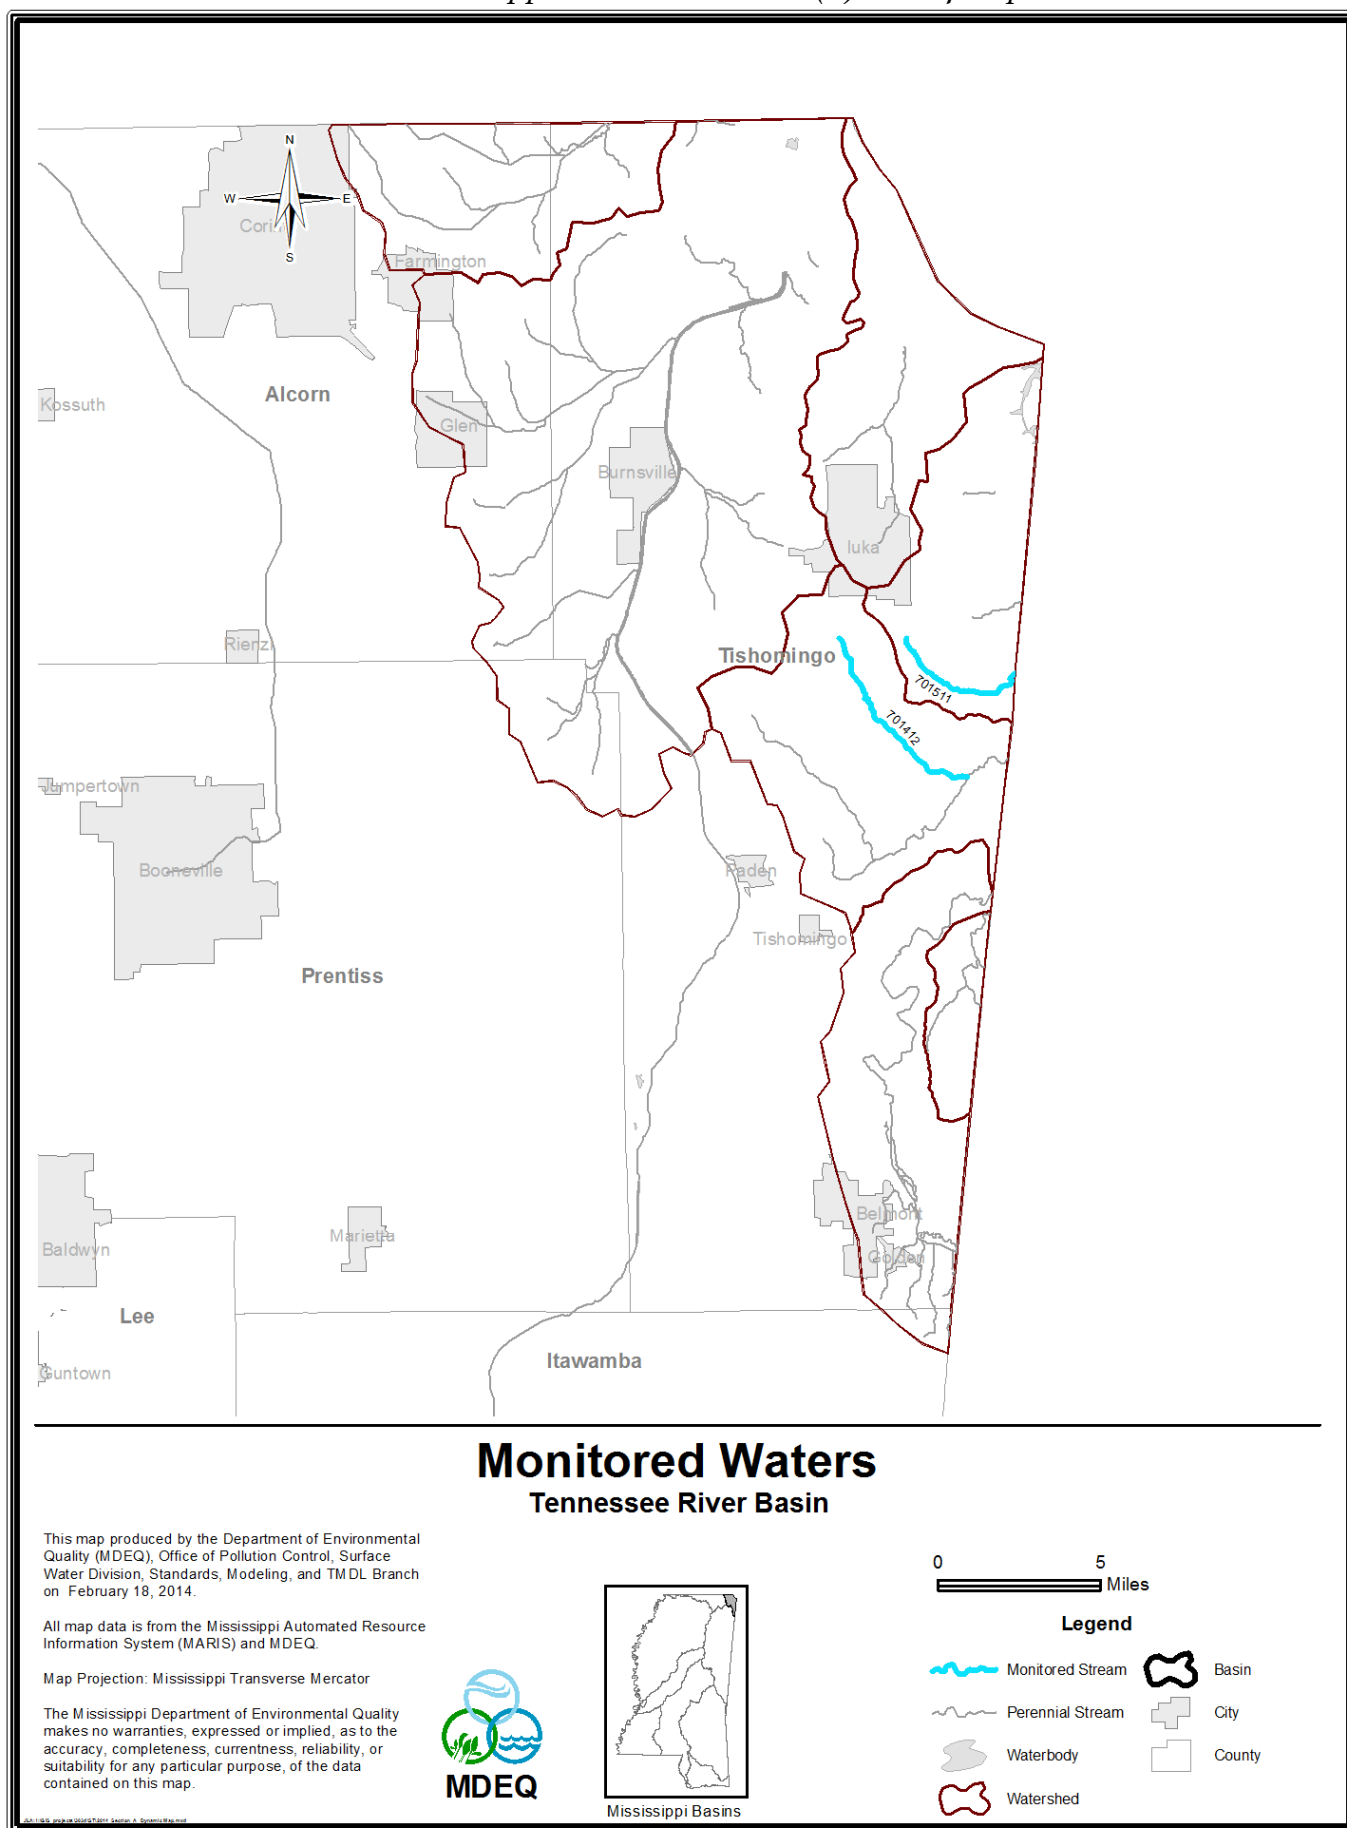 N
W
E
S
Farmington
Alcorn
Kossuth
Glen
Burnsville
Iuka
Rienzi
Tishomingo
701511
701412
Jumpertown
Booneville
Paden
Tishomingo
Prentiss
Belmont
Marietta
Baldwyn
Golden
Lee
Itawamba
Guntown
Monitored Waters
Tennessee River Basin
This map produced by the Department of Environmental
Quality (MDEQ), Office of Pollution Control, Surface
Water Division, Standards, Modeling, and TMDL Branch
on February 18, 2014.
All map data is from the Mississippi Automated Resource
Information System (MARIS) and MDEQ.
Map Projection: Mississippi Transverse Mercator
The Mississippi Department of Environmental Quality
makes no warranties, expressed or implied, as to the
accuracy, completeness, currentness, reliability, or
suitability for any particular purpose, of the data
contained on this map.
MDEQ
Mississippi Basins
0 5
Miles
Legend
Monitored Stream
Basin
Perennial Stream
City
Waterbody
County
Watershed